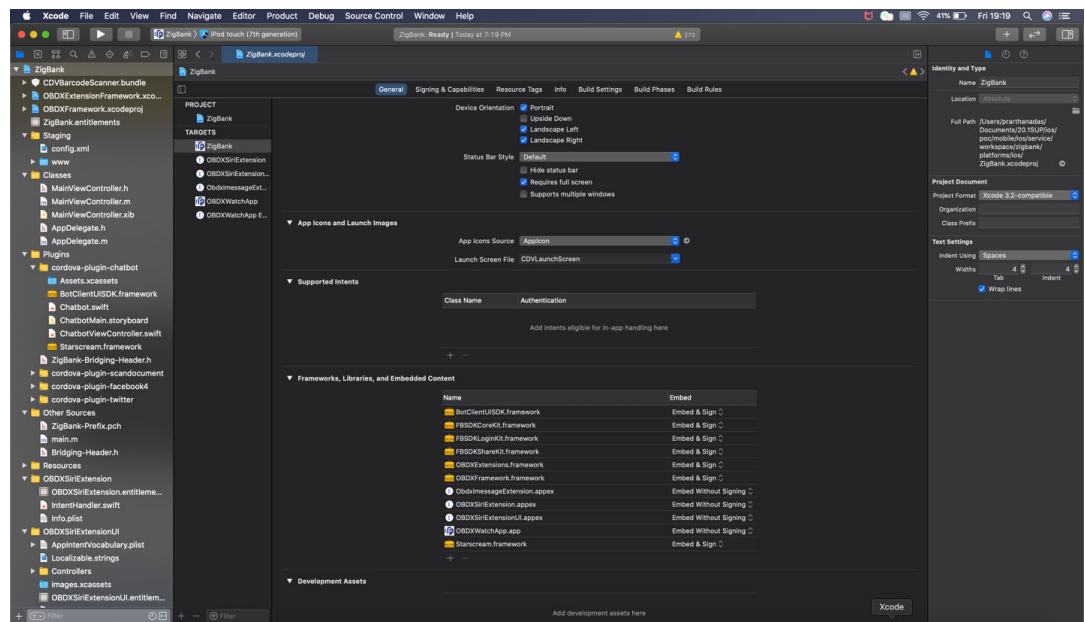 Xcode File Edit View Find Navigate Editor Product Debug Source Control Window Help 41% Fri 19:19
ZigBank iPod touch (7th generation) ZigBank: Ready | Today at 7:19 PM 273
ZigBank.xcodeproj
ZigBank
General Signing & Capabilities Resource Tags Info Build Settings Build Phases Build Rules
ZigBank
CDVBarcodeScanner.bundle
OBDXExtensionFramework.xco...
OBDXFramework.xcodeproj
ZigBank.entitlements
Staging
config.xml
www
Classes
MainViewController.h
MainViewController.m
MainViewController.xib
AppDelegate.h
AppDelegate.m
Plugins
cordova-plugin-chatbot
Assets.xcassets
BotClientUISDK.framework
Chatbot.swift
ChatbotMain.storyboard
ChatbotViewController.swift
Starscream.framework
ZigBank-Bridging-Header.h
cordova-plugin-scandocument
cordova-plugin-facebook4
cordova-plugin-twitter
Other Sources
ZigBank-Prefix.pch
main.m
Bridging-Header.h
Resources
OBDXSiriExtension
OBDXSiriExtension.entitleme...
IntentHandler.swift
Info.plist
OBDXSiriExtensionUI
AppIntentVocabulary.plist
Localizable.strings
Controllers
images.xcassets
OBDXSiriExtensionUI.entitlem...
Filter
PROJECT
ZigBank
TARGETS
ZigBank
OBDXSiriExtension
OBDXSiriExtension...
ObdxImessageExt...
OBDXWatchApp
OBDXWatchApp E...
Filter
Device Orientation Portrait
Upside Down
Landscape Left
Landscape Right
Status Bar Style Default
Hide status bar
Requires full screen
Supports multiple windows
App Icons and Launch Images
App Icons Source AppIcon
Launch Screen File CDVLaunchScreen
Supported Intents
Class Name Authentication
Add intents eligible for in-app handling here
Frameworks, Libraries, and Embedded Content
Name Embed
BotClientUISDK.framework Embed & Sign
FBSDKCoreKit.framework Embed & Sign
FBSDKLoginKit.framework Embed & Sign
FBSDKShareKit.framework Embed & Sign
OBDXExtensions.framework Embed & Sign
OBDXFramework.framework Embed & Sign
ObdxImessageExtension.appex Embed Without Signing
OBDXSiriExtension.appex Embed Without Signing
OBDXSiriExtensionUI.appex Embed Without Signing
OBDXWatchApp.app Embed Without Signing
Starscream.framework Embed & Sign
Development Assets
Add development assets here
Xcode
Identity and Type
Name ZigBank
Location Absolute
Full Path /Users/prarthanadas/
Documents/20.1SUP/ios/
poc/mobile/ios/service/
workspace/zigbank/
platforms/ios/
ZigBank.xcodeproj
Project Document
Project Format Xcode 3.2-compatible
Organization
Class Prefix
Text Settings
Indent Using Spaces
Widths 4 4
Tab Indent
Wrap lines